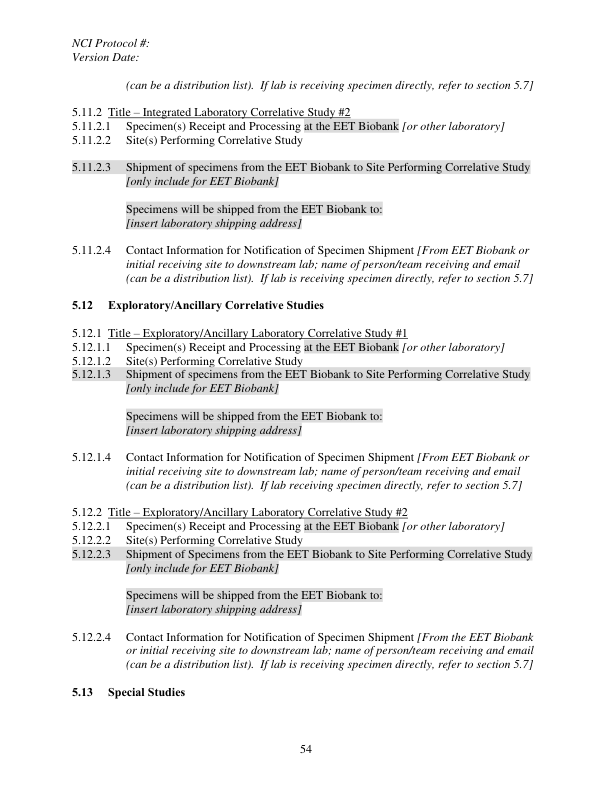 NCI Protocol #:
Version Date:
(can be a distribution list).  If lab is receiving specimen directly, refer to section 5.7]
5.11.2 Title – Integrated Laboratory Correlative Study #2
5.11.2.1 Specimen(s) Receipt and Processing at the EET Biobank [or other laboratory]
5.11.2.2 Site(s) Performing Correlative Study
5.11.2.3 Shipment of specimens from the EET Biobank to Site Performing Correlative Study
[only include for EET Biobank]
Specimens will be shipped from the EET Biobank to:
[insert laboratory shipping address]
5.11.2.4 Contact Information for Notification of Specimen Shipment [From EET Biobank or
initial receiving site to downstream lab; name of person/team receiving and email
(can be a distribution list).  If lab is receiving specimen directly, refer to section 5.7]
5.12 Exploratory/Ancillary Correlative Studies
5.12.1 Title – Exploratory/Ancillary Laboratory Correlative Study #1
5.12.1.1 Specimen(s) Receipt and Processing at the EET Biobank [or other laboratory]
5.12.1.2 Site(s) Performing Correlative Study
5.12.1.3 Shipment of specimens from the EET Biobank to Site Performing Correlative Study
[only include for EET Biobank]
Specimens will be shipped from the EET Biobank to:
[insert laboratory shipping address]
5.12.1.4 Contact Information for Notification of Specimen Shipment [From EET Biobank or
initial receiving site to downstream lab; name of person/team receiving and email
(can be a distribution list).  If lab receiving specimen directly, refer to section 5.7]
5.12.2 Title – Exploratory/Ancillary Laboratory Correlative Study #2
5.12.2.1 Specimen(s) Receipt and Processing at the EET Biobank [or other laboratory]
5.12.2.2 Site(s) Performing Correlative Study
5.12.2.3 Shipment of Specimens from the EET Biobank to Site Performing Correlative Study
[only include for EET Biobank]
Specimens will be shipped from the EET Biobank to:
[insert laboratory shipping address]
5.12.2.4 Contact Information for Notification of Specimen Shipment [From the EET Biobank
or initial receiving site to downstream lab; name of person/team receiving and email
(can be a distribution list).  If lab is receiving specimen directly, refer to section 5.7]
5.13 Special Studies
54